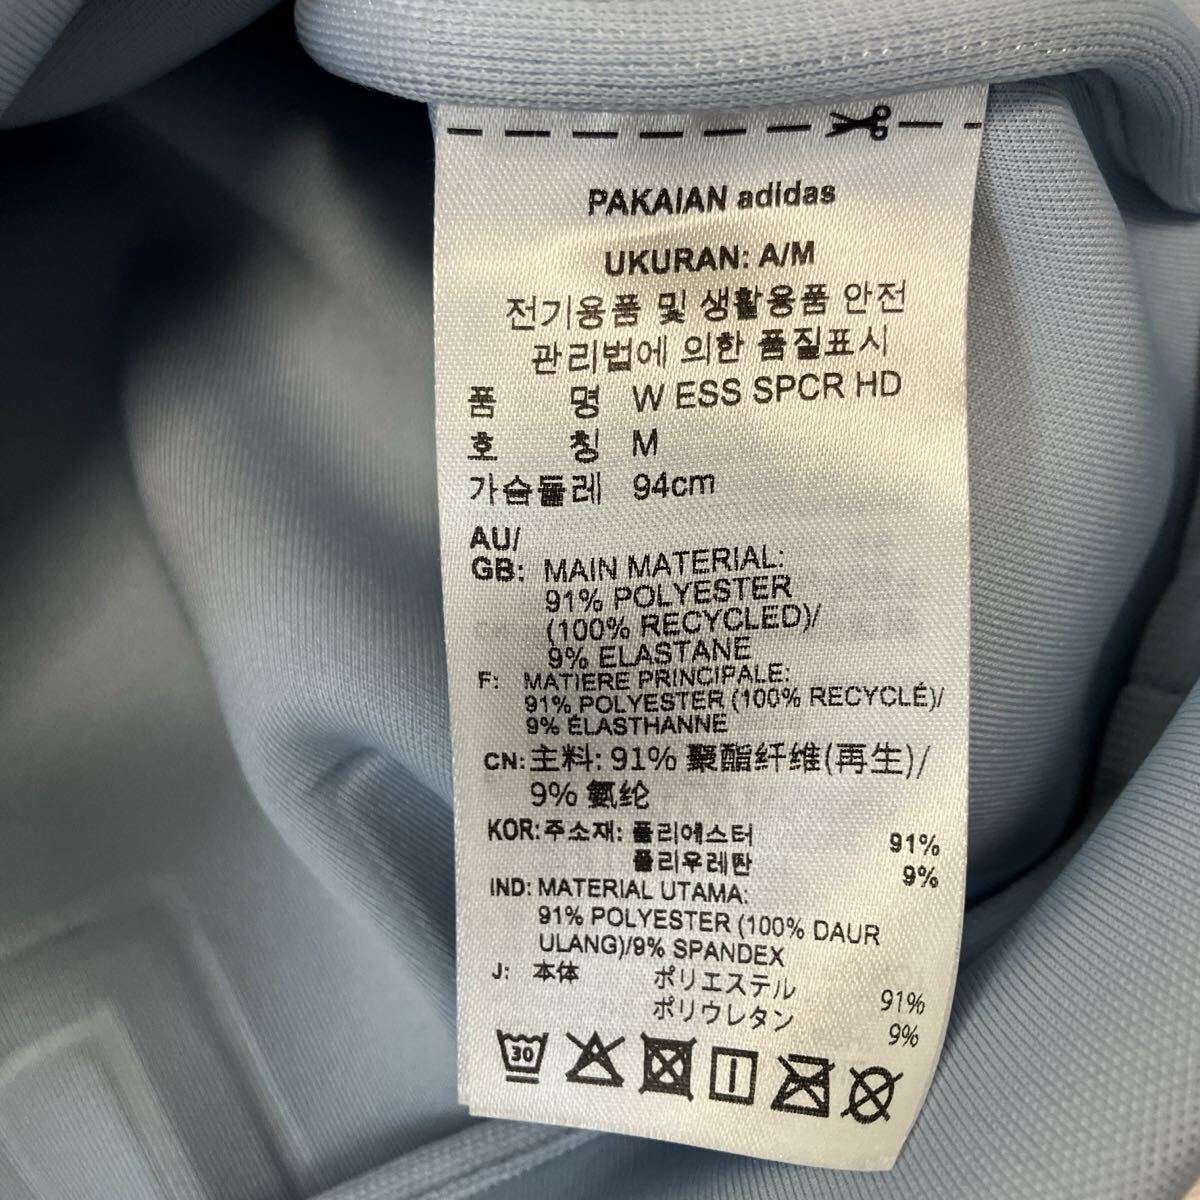 PAKAIAN adidas
UKURAN: A/M
전기용품 및 생활용품 안전
관리법에 의한 품질표시
품 명 W ESS SPCR HD
호 칭 M
가슴둘레 94cm
AU/
GB: MAIN MATERIAL:
91% POLYESTER
(100% RECYCLED)/
9% ELASTANE
F: MATIERE PRINCIPALE:
91% POLYESTER (100% RECYCLÉ)/
9% ÉLASTHANNE
CN: 主料: 91% 聚酯纤维(再生)/
9% 氨纶
KOR: 주소재: 폴리에스터 91%
폴리우레탄 9%
IND: MATERIAL UTAMA:
91% POLYESTER (100% DAUR
ULANG)/9% SPANDEX
J: 本体 ポリエステル 91%
ポリウレタン 9%
30